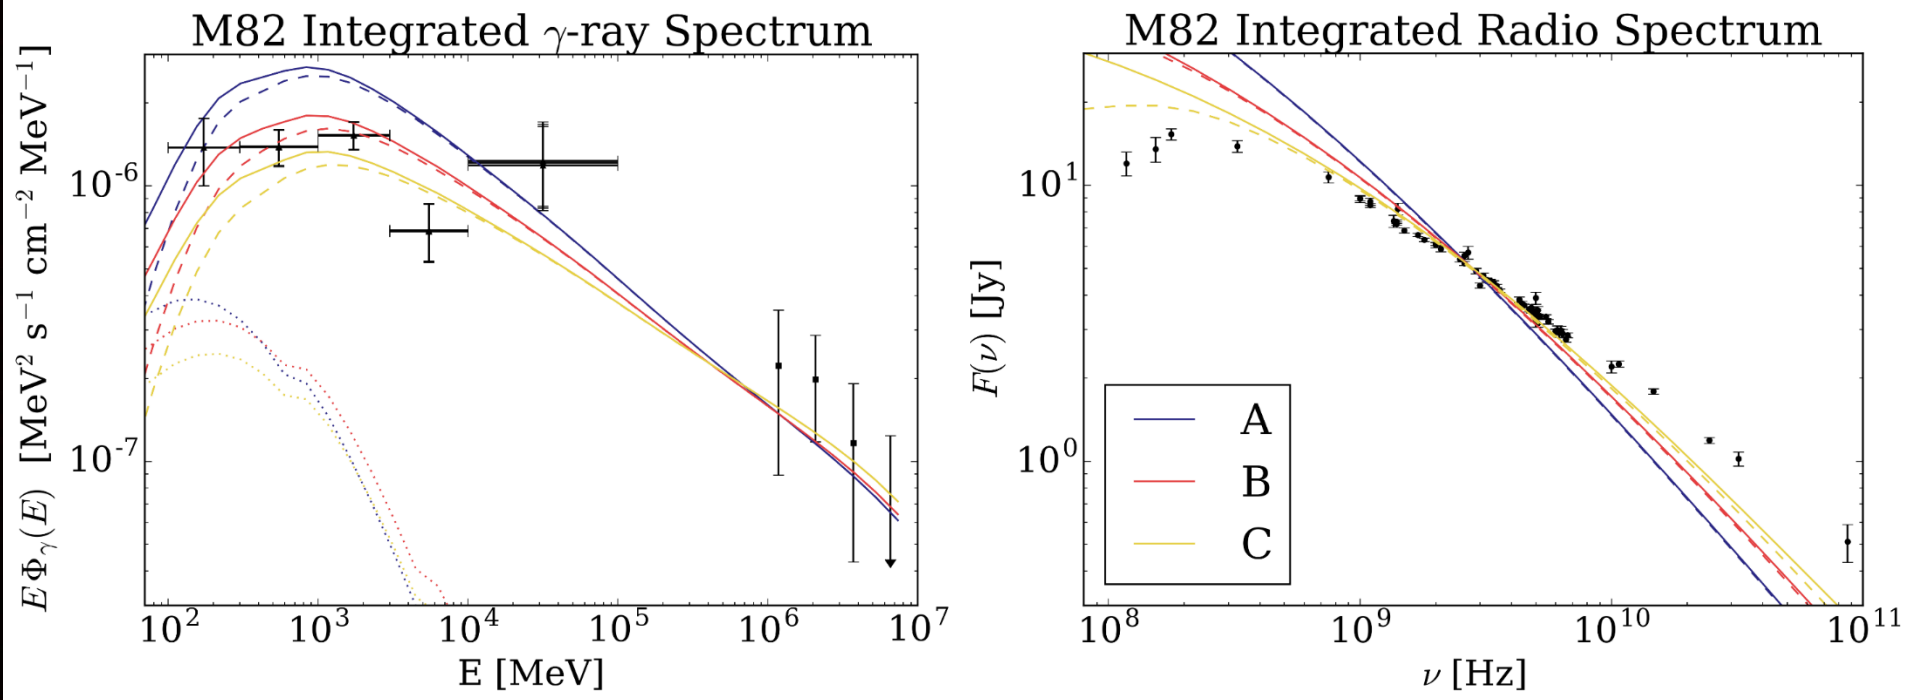 M82 Integrated γ-ray Spectrum
EΦγ(E) [MeV² s⁻¹ cm⁻² MeV⁻¹]
10⁻⁶
10⁻⁷
10² 10³ 10⁴ 10⁵ 10⁶ 10⁷
E [MeV]
M82 Integrated Radio Spectrum
F(ν) [Jy]
10¹
10⁰
A
B
C
10⁸ 10⁹ 10¹⁰ 10¹¹
ν [Hz]